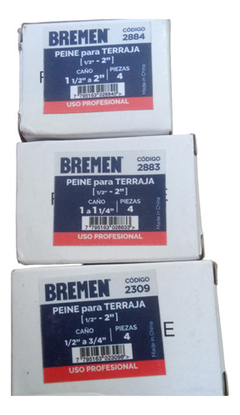 BREMEN
CÓDIGO
2884
PEINE para TERRAJA
[1/2" - 2"]
CAÑO PIEZAS
1 1/2" a 2" 4
Made in China
USO PROFESIONAL
BREMEN
CÓDIGO
2883
PEINE para TERRAJA
[1/2" - 2"]
CAÑO PIEZAS
1 a 1 1/4" 4
Made in China
USO PROFESIONAL
BREMEN
CÓDIGO
2309
PEINE para TERRAJA
[1/2" - 2"]
CAÑO PIEZAS
1/2" a 3/4" 4
Made in China
USO PROFESIONAL
E